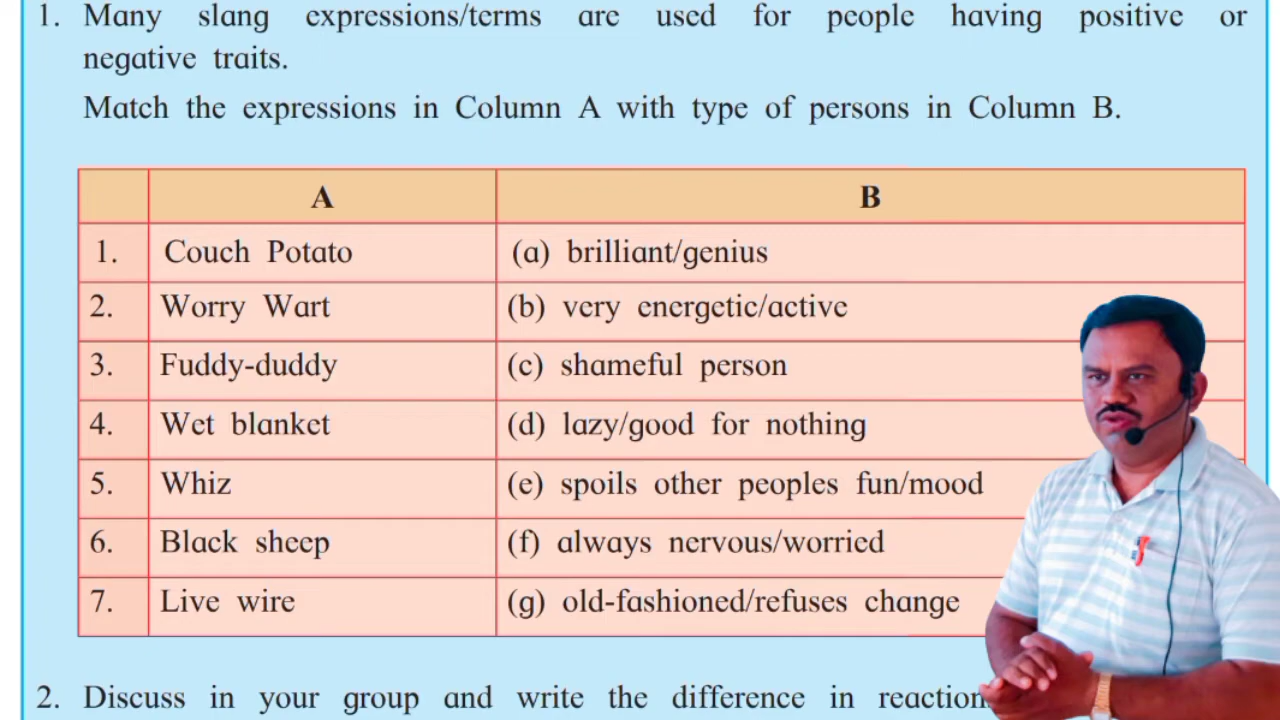 1. Many slang expressions/terms are used for people having positive or
negative traits.
Match the expressions in Column A with type of persons in Column B.
A B
1. Couch Potato (a) brilliant/genius
2. Worry Wart (b) very energetic/active
3. Fuddy-duddy (c) shameful person
4. Wet blanket (d) lazy/good for nothing
5. Whiz (e) spoils other peoples fun/mood
6. Black sheep (f) always nervous/worried
7. Live wire (g) old-fashioned/refuses change
2. Discuss in your group and write the difference in reaction